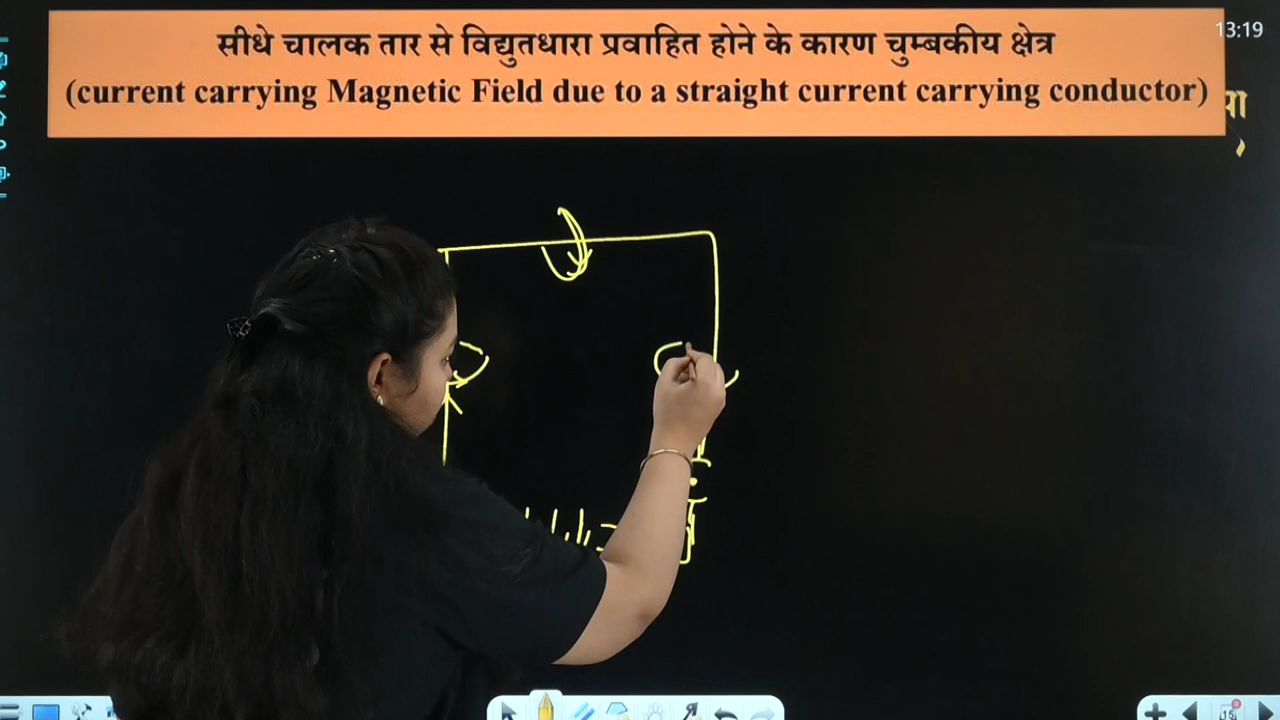 13:19
सीधे चालक तार से विद्युतधारा प्रवाहित होने के कारण चुम्बकीय क्षेत्र
(current carrying Magnetic Field due to a straight current carrying conductor)